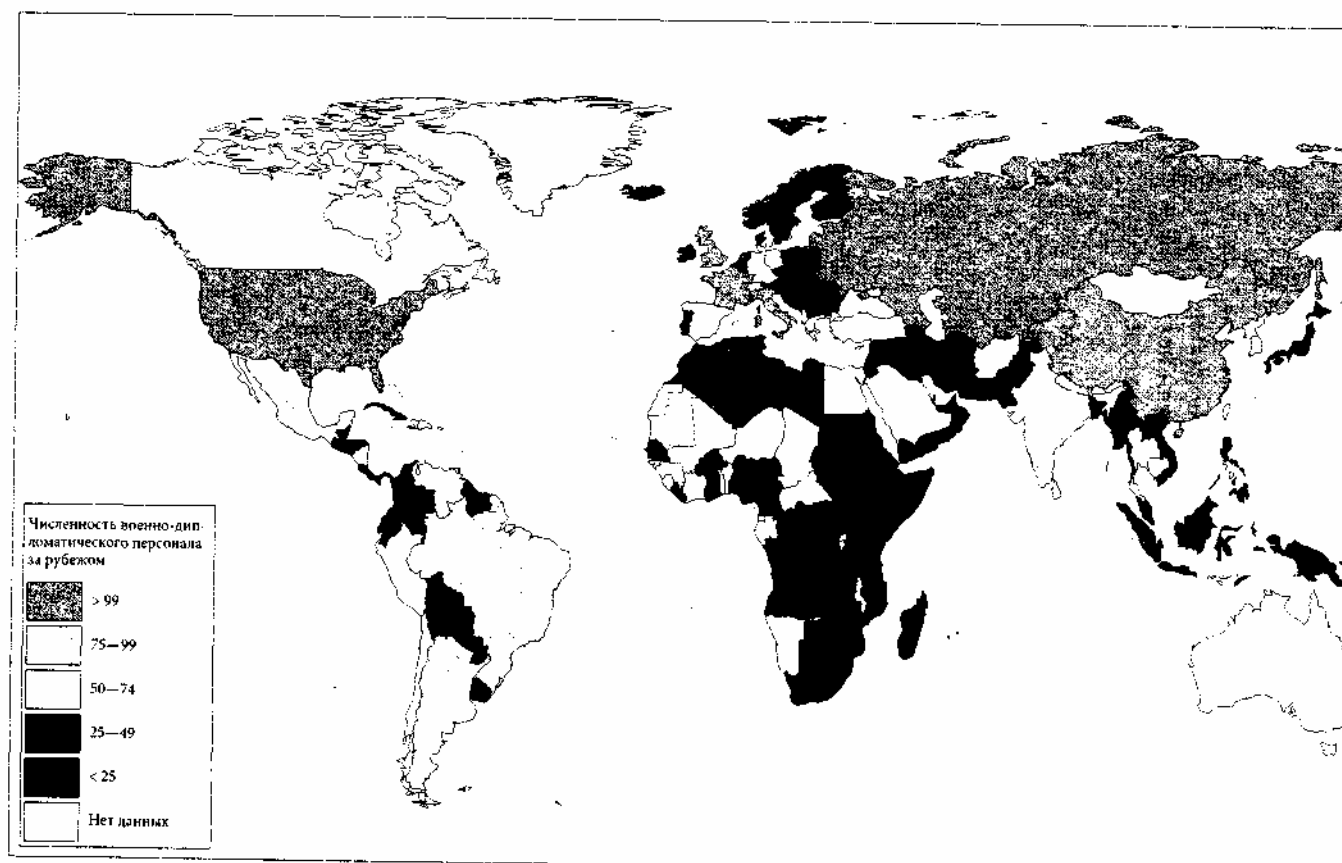 Численность военно-дип-
ломатического персонала
за рубежом
> 99
75—99
50—74
25—49
< 25
Нет данных